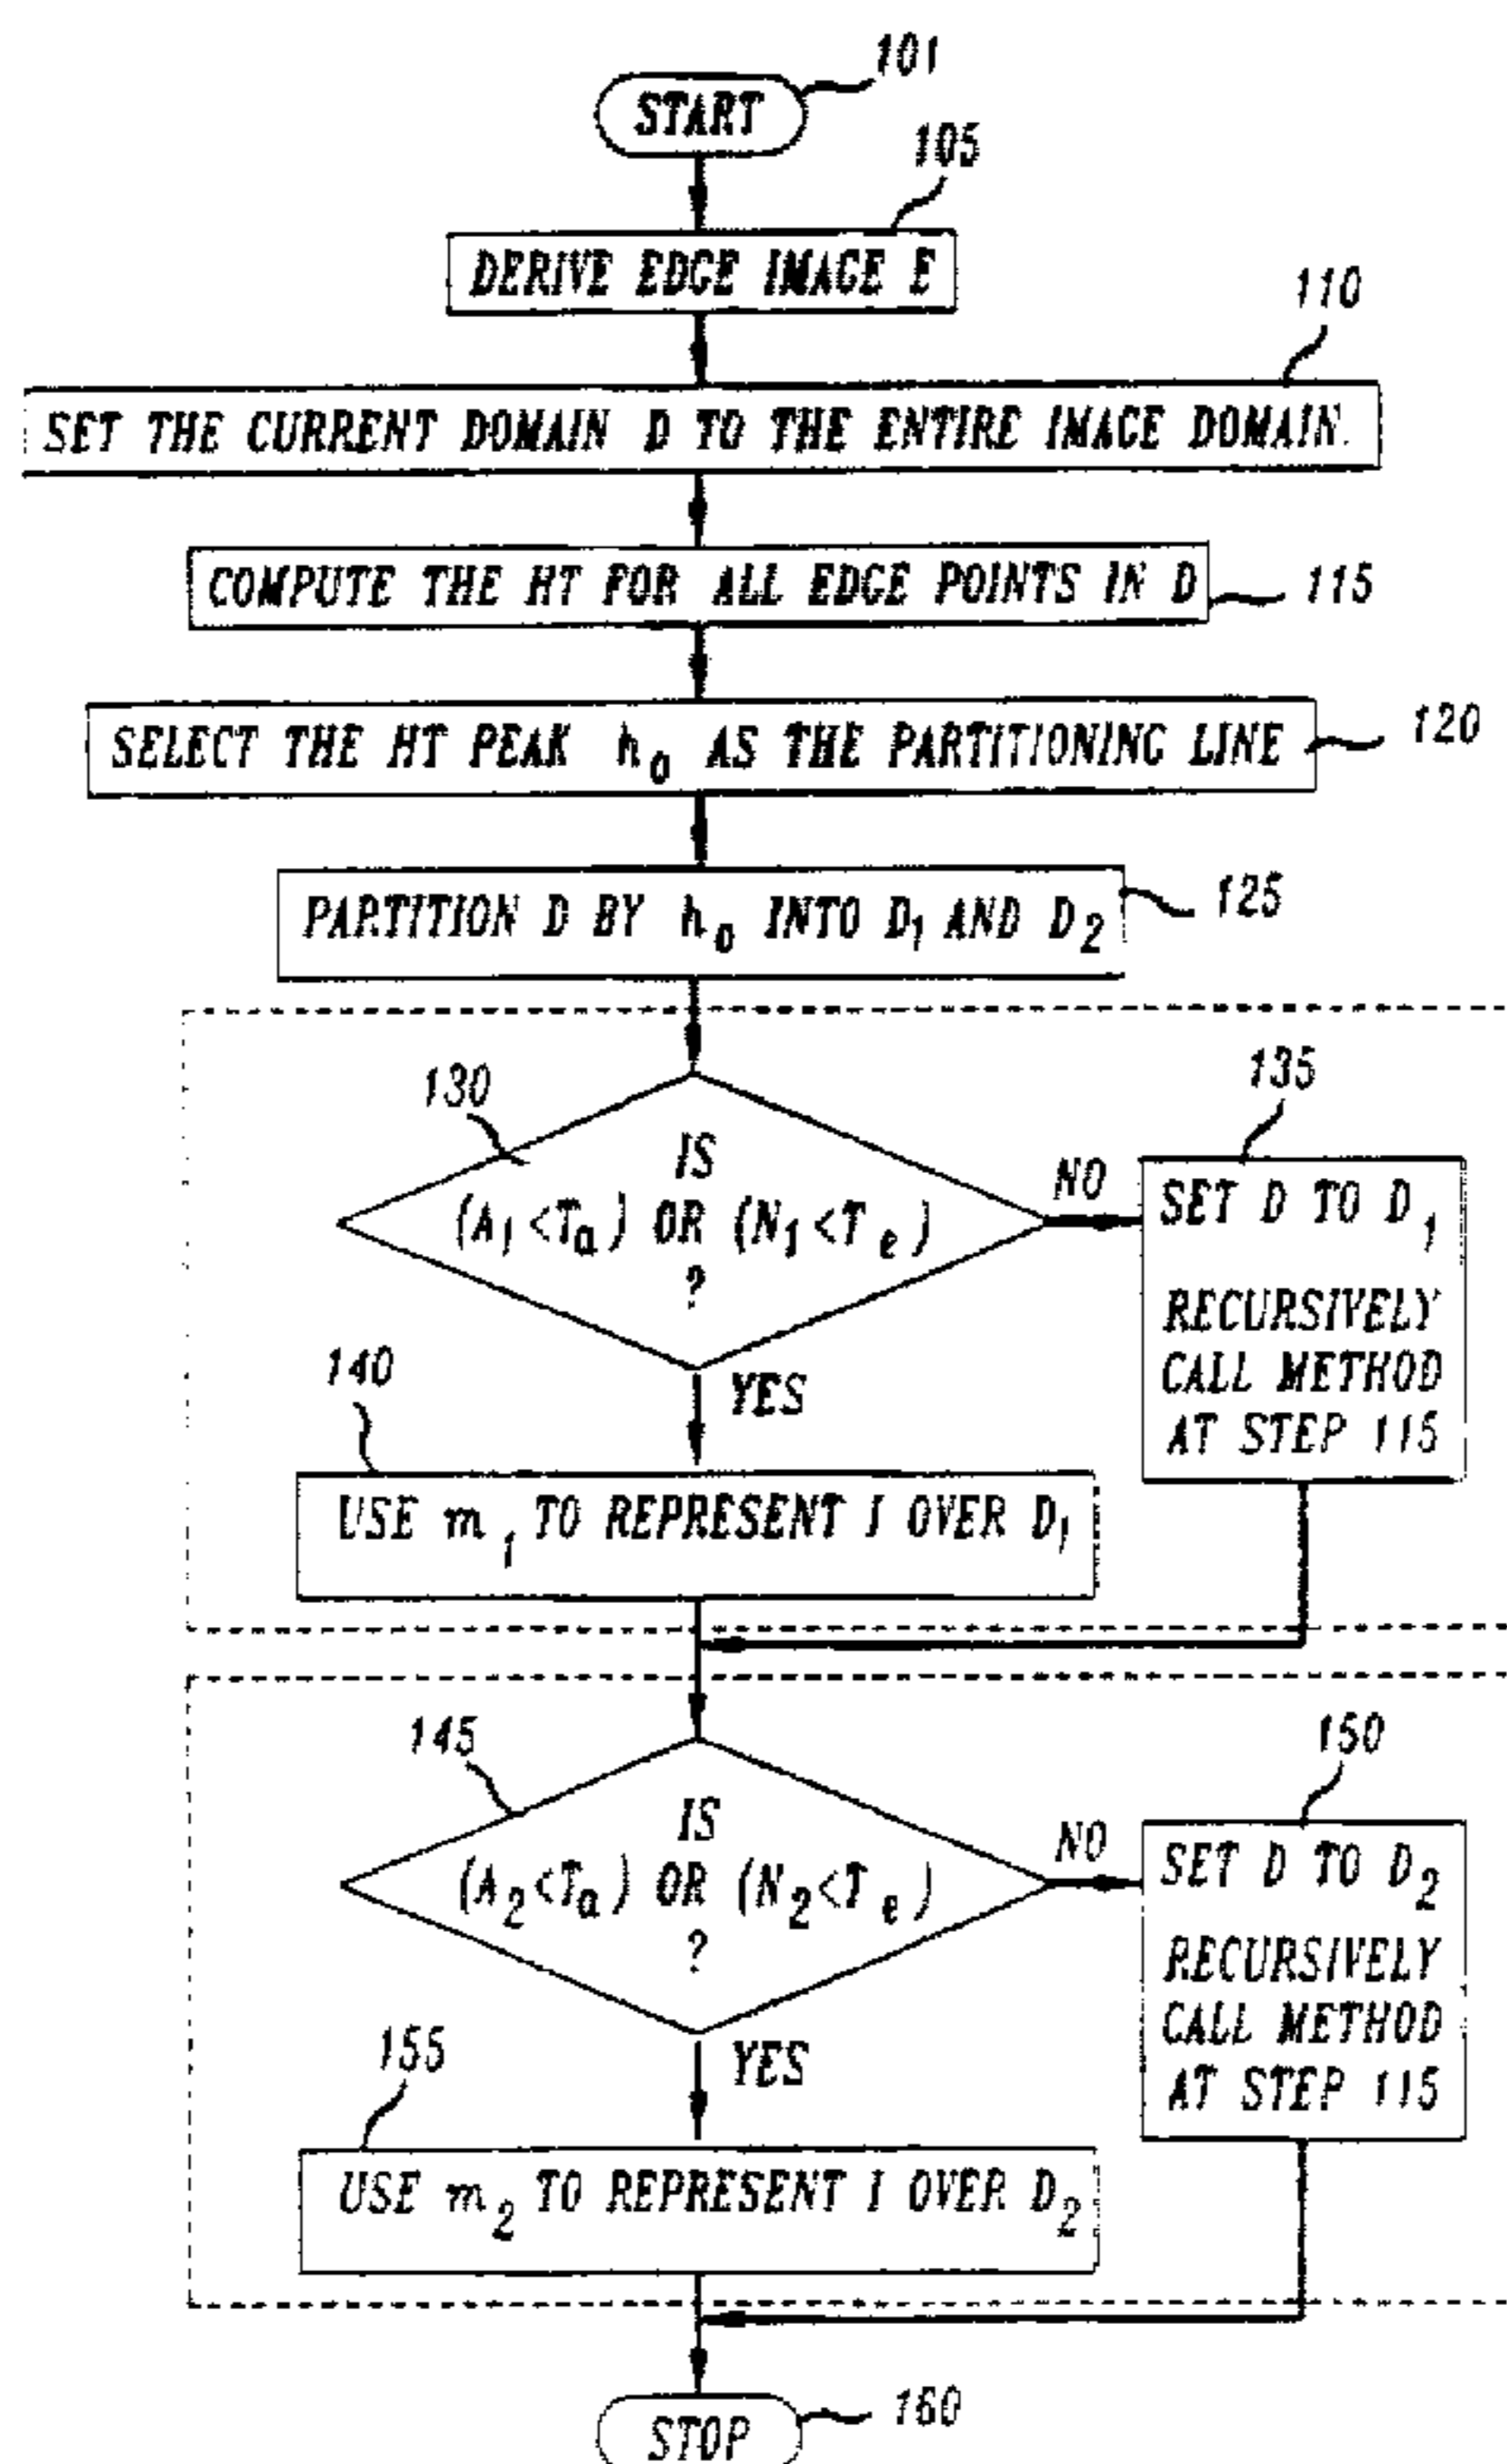 101
START
105
DERIVE EDGE IMAGE E
110
SET THE CURRENT DOMAIN D TO THE ENTIRE IMAGE DOMAIN.
COMPUTE THE HT FOR ALL EDGE POINTS IN D
115
SELECT THE HT PEAK h₀ AS THE PARTITIONING LINE
120
PARTITION D BY h₀ INTO D₁ AND D₂
125
130
IS
(A₁<Tₐ) OR (N₁<Tₑ)
?
NO
135
SET D TO D₁
RECURSIVELY
CALL METHOD
AT STEP 115
YES
140
USE m₁ TO REPRESENT I OVER D₁
145
IS
(A₂<Tₐ) OR (N₂<Tₑ)
?
NO
150
SET D TO D₂
RECURSIVELY
CALL METHOD
AT STEP 115
YES
155
USE m₂ TO REPRESENT I OVER D₂
STOP
160